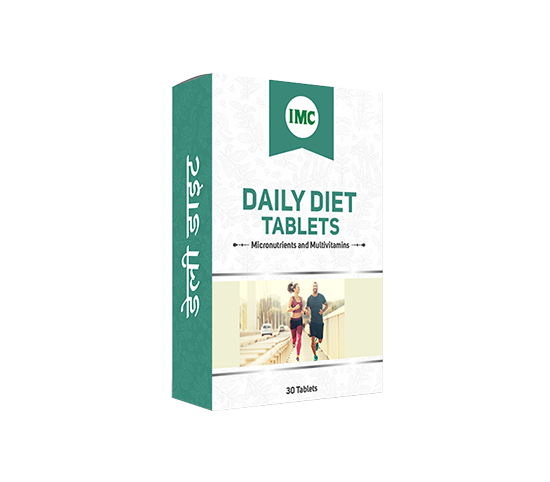 IMC
DAILY DIET
TABLETS
Micronutrients and Multivitamins
30 Tablets
डेली डाइट